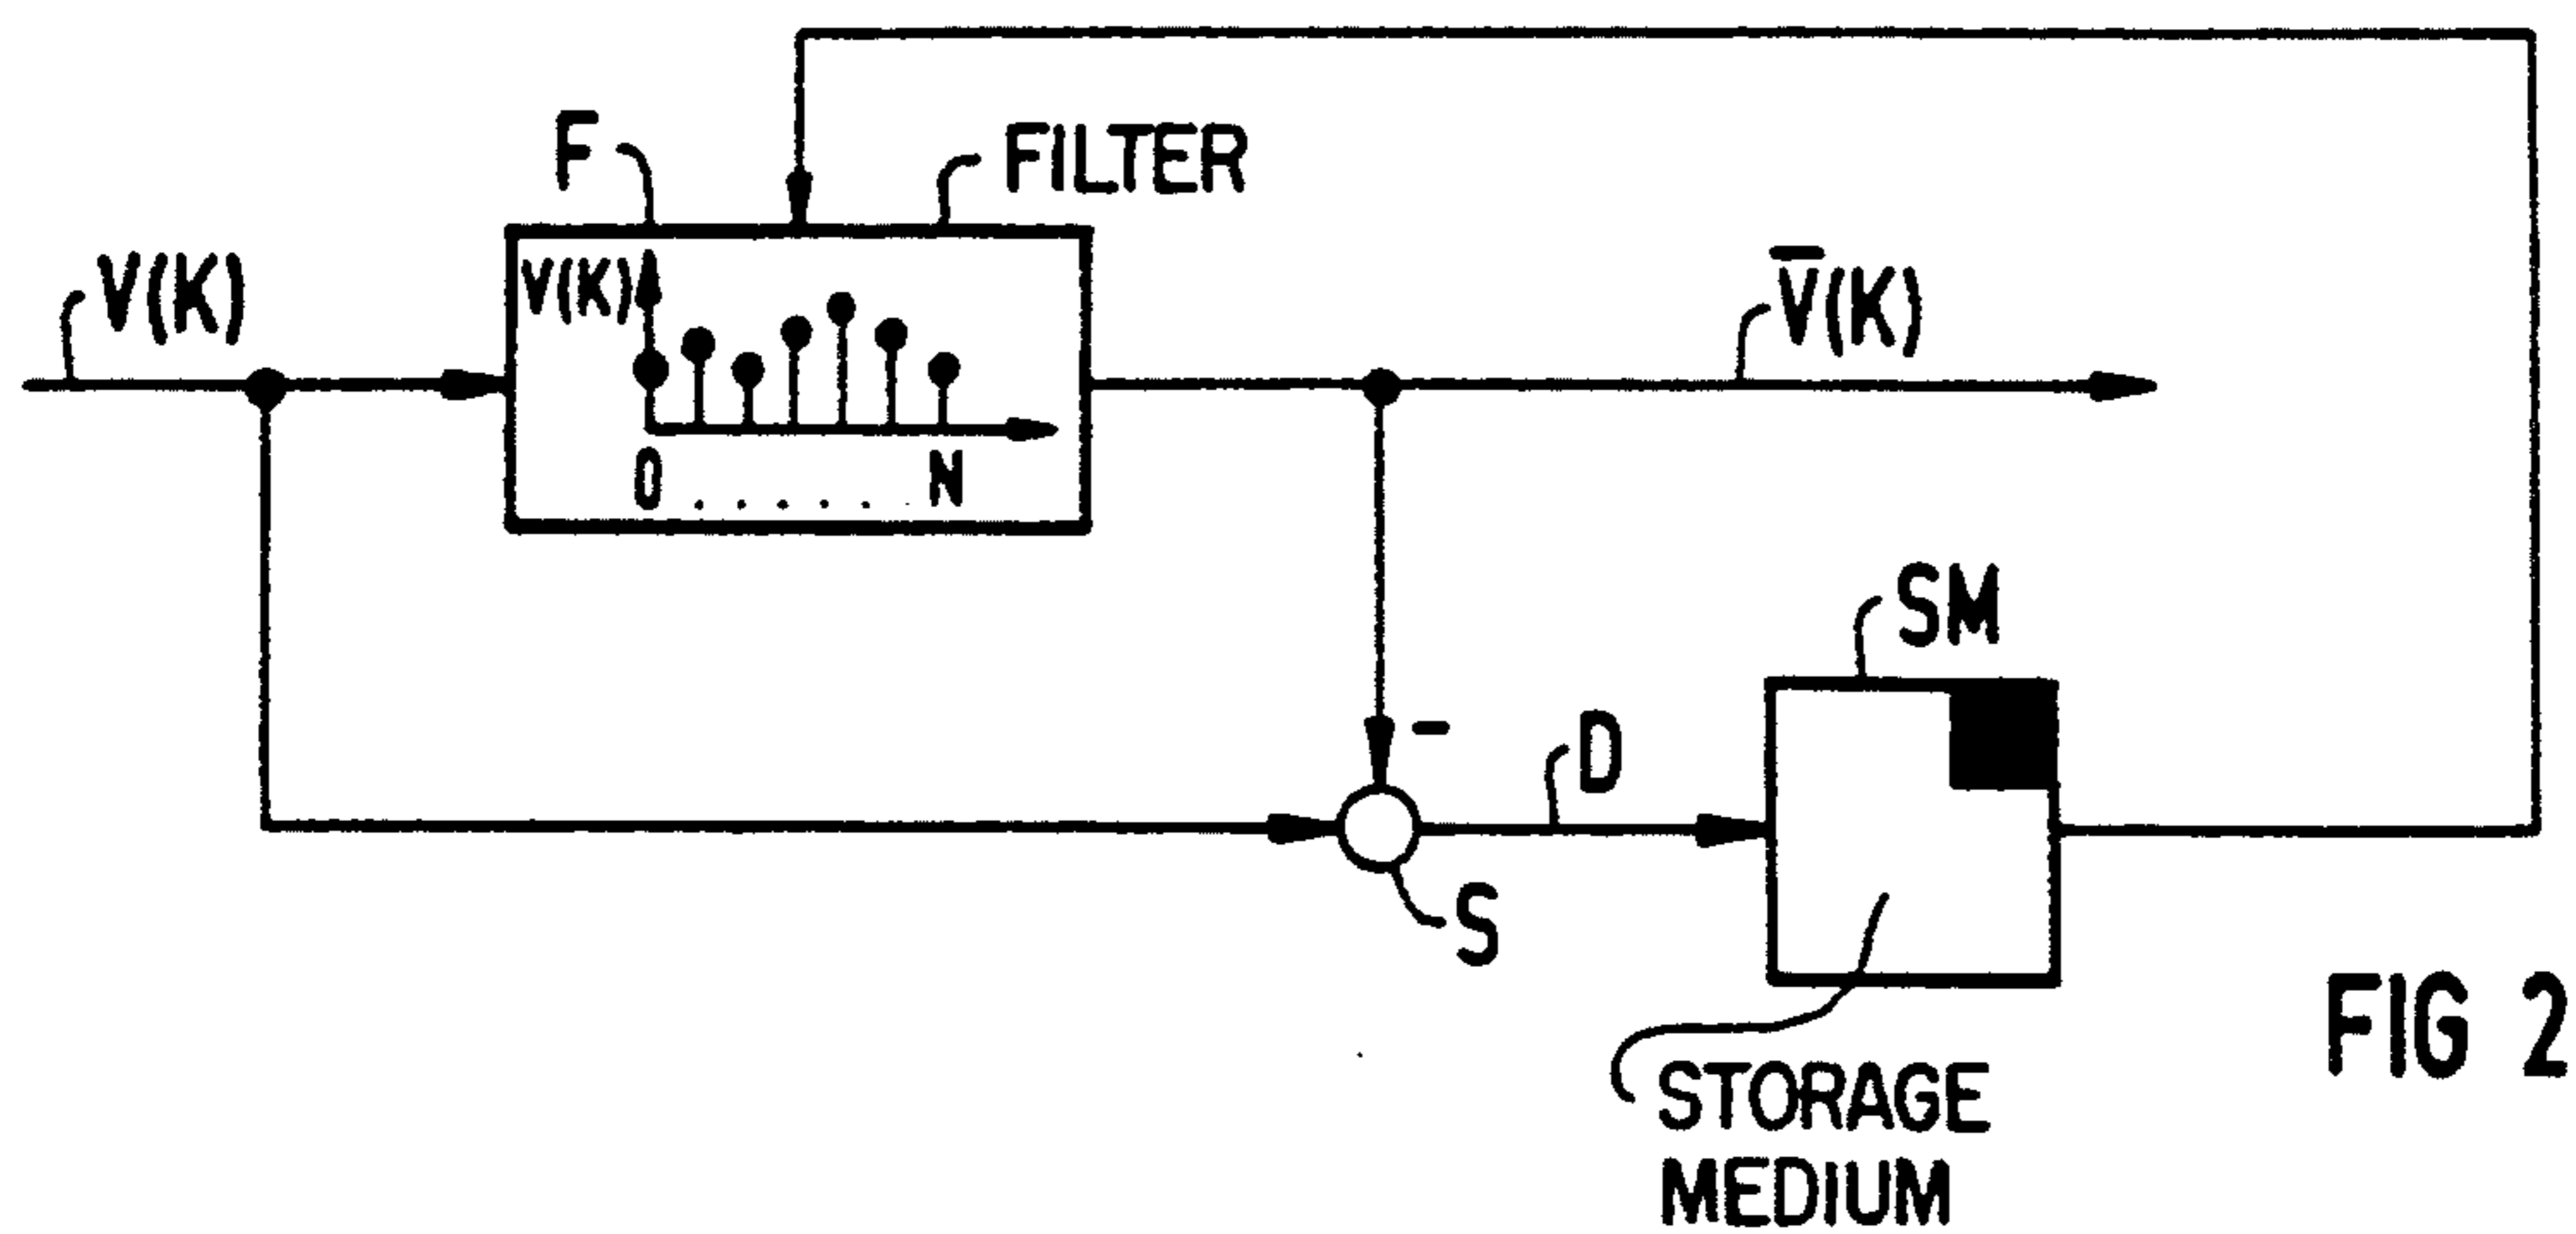 F
FILTER
V(K)
V(K)
V̅(K)
0 . . . . . . N
SM
-
D
S
STORAGE
MEDIUM
FIG 2